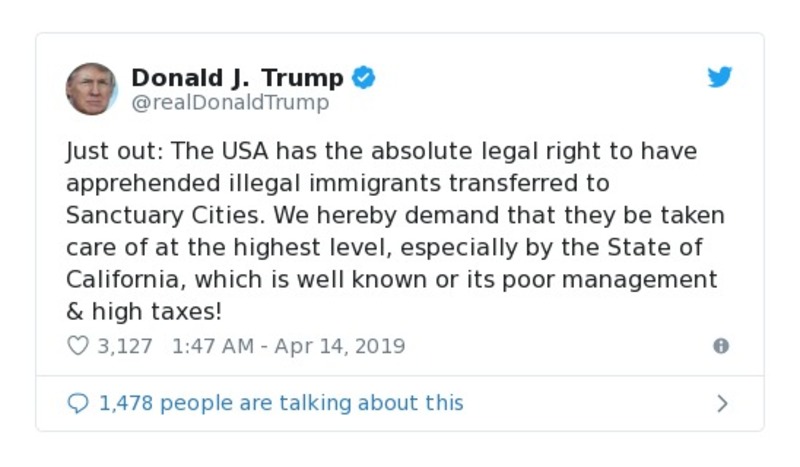 Donald J. Trump
@realDonaldTrump
Just out: The USA has the absolute legal right to have
apprehended illegal immigrants transferred to
Sanctuary Cities. We hereby demand that they be taken
care of at the highest level, especially by the State of
California, which is well known or its poor management
& high taxes!
3,127 1:47 AM - Apr 14, 2019
1,478 people are talking about this